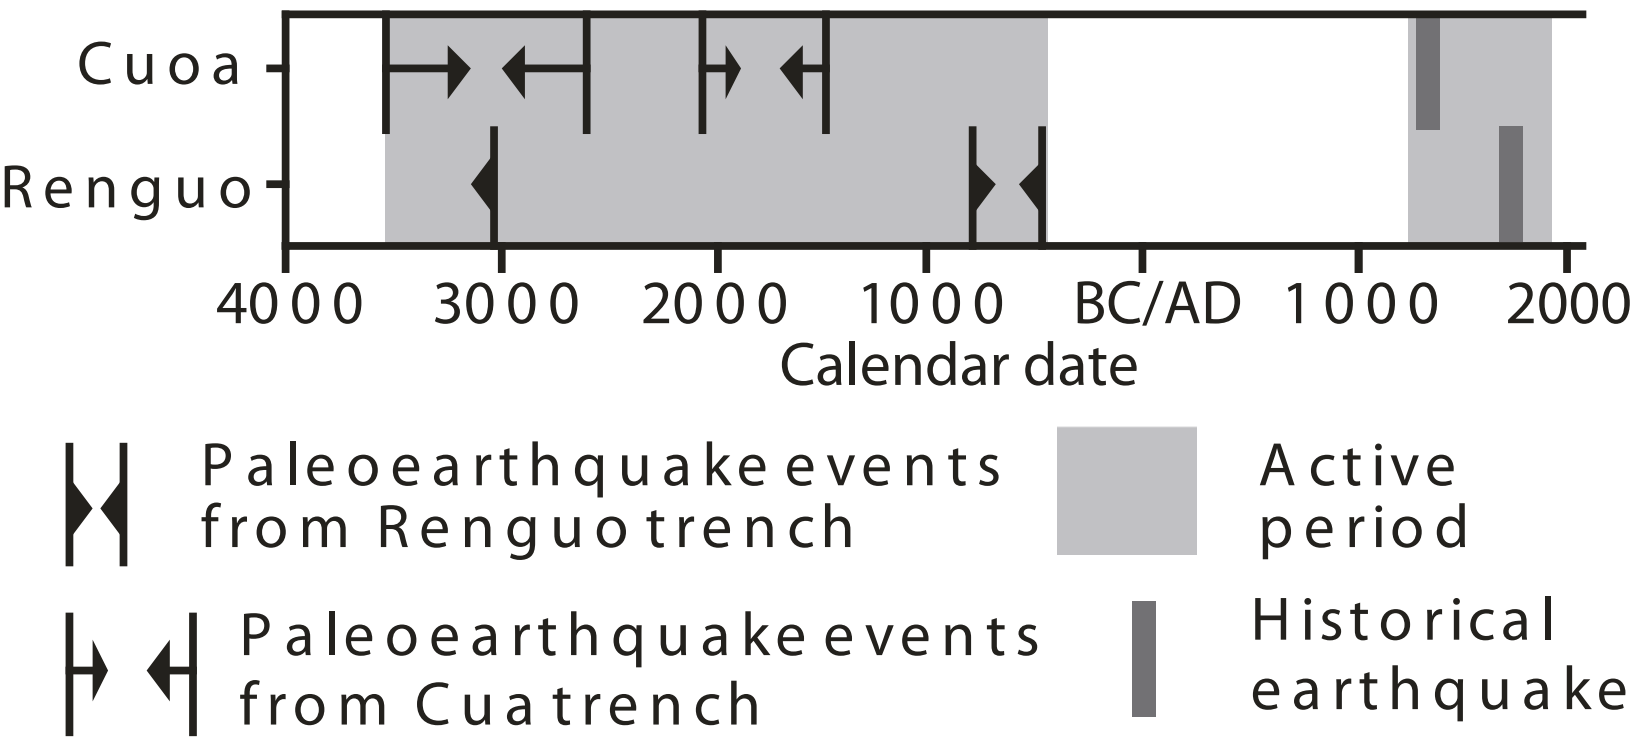 Cuoa
Renguo
4000 3000 2000 1000 BC/AD 1000 2000
Calendar date
Paleoearthquake events
from Renguo trench
Active
period
Paleoearthquake events
from Cua trench
Historical
earthquake